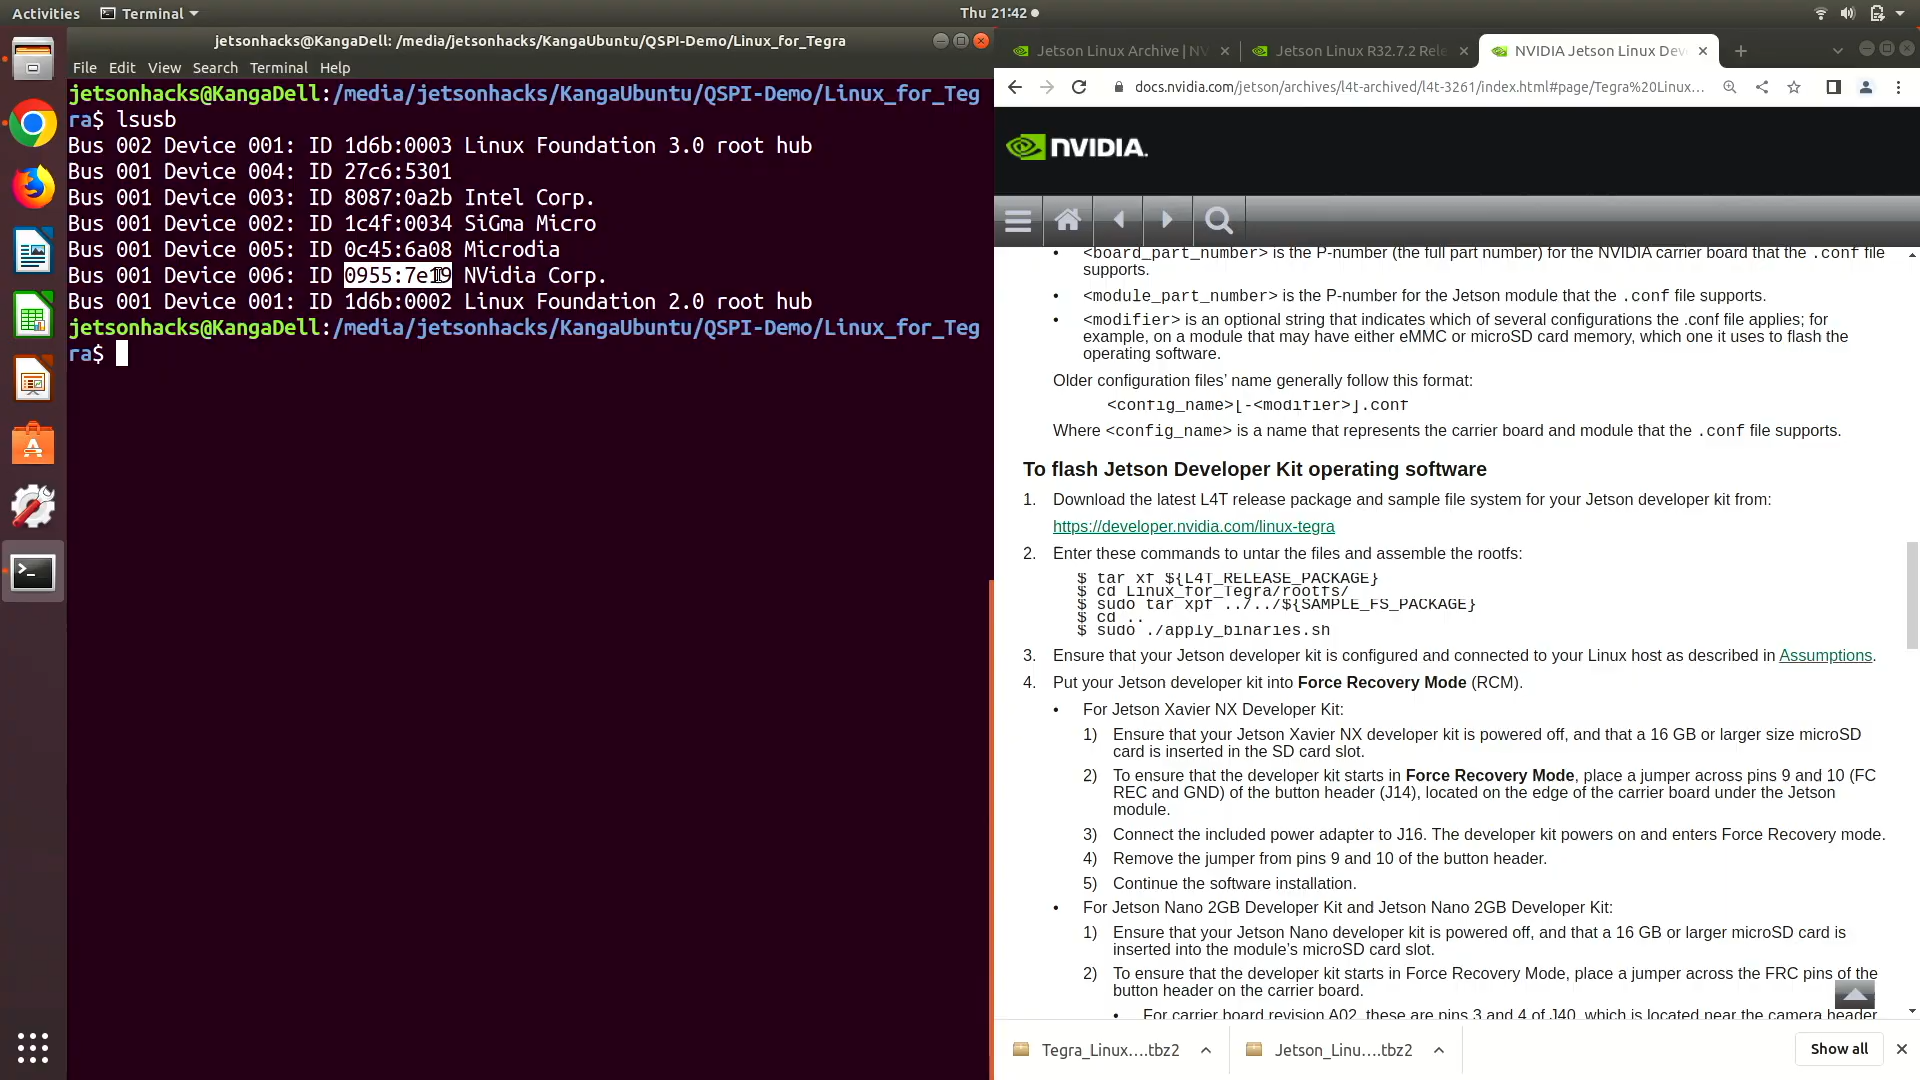 Activities Terminal Thu 21:42
jetsonhacks@KangaDell: /media/jetsonhacks/KangaUbuntu/QSPI-Demo/Linux_for_Tegra
File Edit View Search Terminal Help
jetsonhacks@KangaDell:/media/jetsonhacks/KangaUbuntu/QSPI-Demo/Linux_for_Teg
ra$ lsusb
Bus 002 Device 001: ID 1d6b:0003 Linux Foundation 3.0 root hub
Bus 001 Device 004: ID 27c6:5301
Bus 001 Device 003: ID 8087:0a2b Intel Corp.
Bus 001 Device 002: ID 1c4f:0034 SiGma Micro
Bus 001 Device 005: ID 0c45:6a08 Microdia
Bus 001 Device 006: ID 0955:7e19 NVidia Corp.
Bus 001 Device 001: ID 1d6b:0002 Linux Foundation 2.0 root hub
jetsonhacks@KangaDell:/media/jetsonhacks/KangaUbuntu/QSPI-Demo/Linux_for_Teg
ra$
Jetson Linux Archive | NV Jetson Linux R32.7.2 Rele NVIDIA Jetson Linux Dev
docs.nvidia.com/jetson/archives/l4t-archived/l4t-3261/index.html#page/Tegra%20Linux...
NVIDIA.
• <board_part_number> is the P-number (the full part number) for the NVIDIA carrier board that the .conf file
supports.
• <module_part_number> is the P-number for the Jetson module that the .conf file supports.
• <modifier> is an optional string that indicates which of several configurations the .conf file applies; for
example, on a module that may have either eMMC or microSD card memory, which one it uses to flash the
operating software.
Older configuration files’ name generally follow this format:
<config_name>[-<modifier>].conf
Where <config_name> is a name that represents the carrier board and module that the .conf file supports.
To flash Jetson Developer Kit operating software
1. Download the latest L4T release package and sample file system for your Jetson developer kit from:
https://developer.nvidia.com/linux-tegra
2. Enter these commands to untar the files and assemble the rootfs:
$ tar xf ${L4T_RELEASE_PACKAGE}
$ cd Linux_for_Tegra/rootfs/
$ sudo tar xpf ../../${SAMPLE_FS_PACKAGE}
$ cd ..
$ sudo ./apply_binaries.sh
3. Ensure that your Jetson developer kit is configured and connected to your Linux host as described in Assumptions.
4. Put your Jetson developer kit into Force Recovery Mode (RCM).
• For Jetson Xavier NX Developer Kit:
1) Ensure that your Jetson Xavier NX developer kit is powered off, and that a 16 GB or larger size microSD
card is inserted in the SD card slot.
2) To ensure that the developer kit starts in Force Recovery Mode, place a jumper across pins 9 and 10 (FC
REC and GND) of the button header (J14), located on the edge of the carrier board under the Jetson
module.
3) Connect the included power adapter to J16. The developer kit powers on and enters Force Recovery mode.
4) Remove the jumper from pins 9 and 10 of the button header.
5) Continue the software installation.
• For Jetson Nano 2GB Developer Kit and Jetson Nano 2GB Developer Kit:
1) Ensure that your Jetson Nano developer kit is powered off, and that a 16 GB or larger microSD card is
inserted into the module’s microSD card slot.
2) To ensure that the developer kit starts in Force Recovery Mode, place a jumper across the FRC pins of the
button header on the carrier board.
• For carrier board revision A02, these are pins 3 and 4 of J40, which is located near the camera header
Tegra_Linux....tbz2 Jetson_Linu....tbz2 Show all